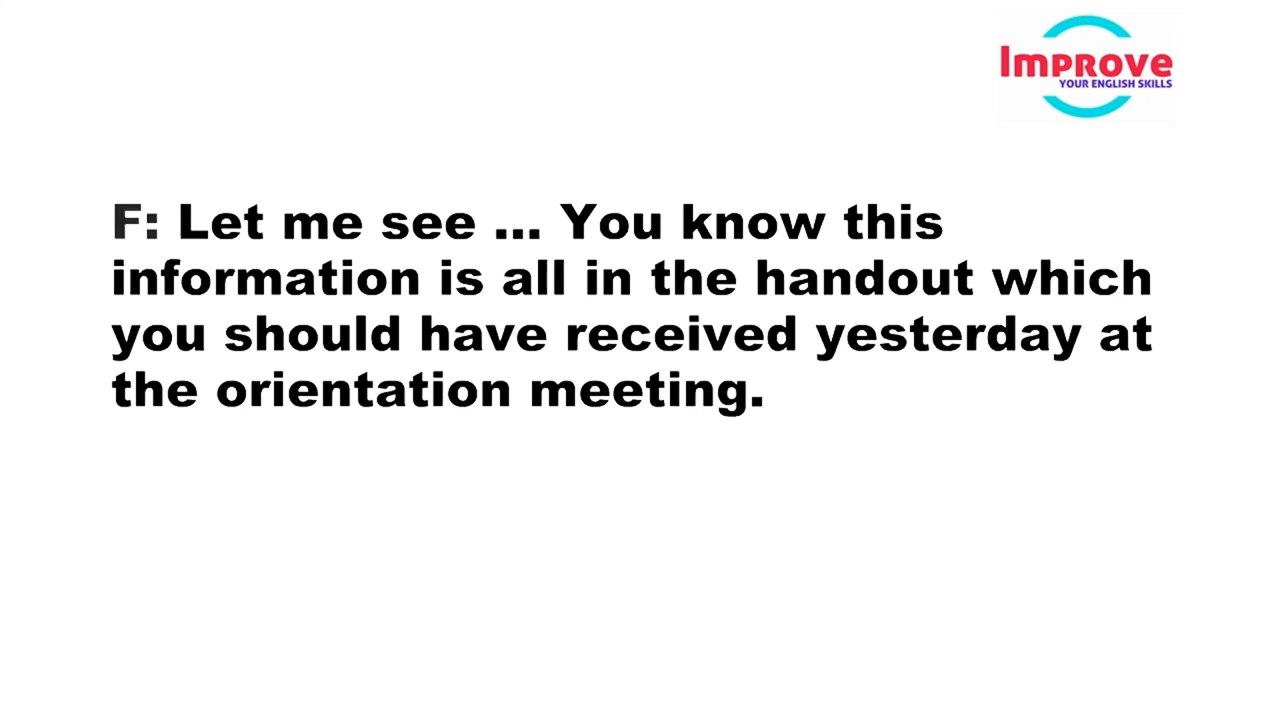 Improve
YOUR ENGLISH SKILLS
F: Let me see ... You know this
information is all in the handout which
you should have received yesterday at
the orientation meeting.